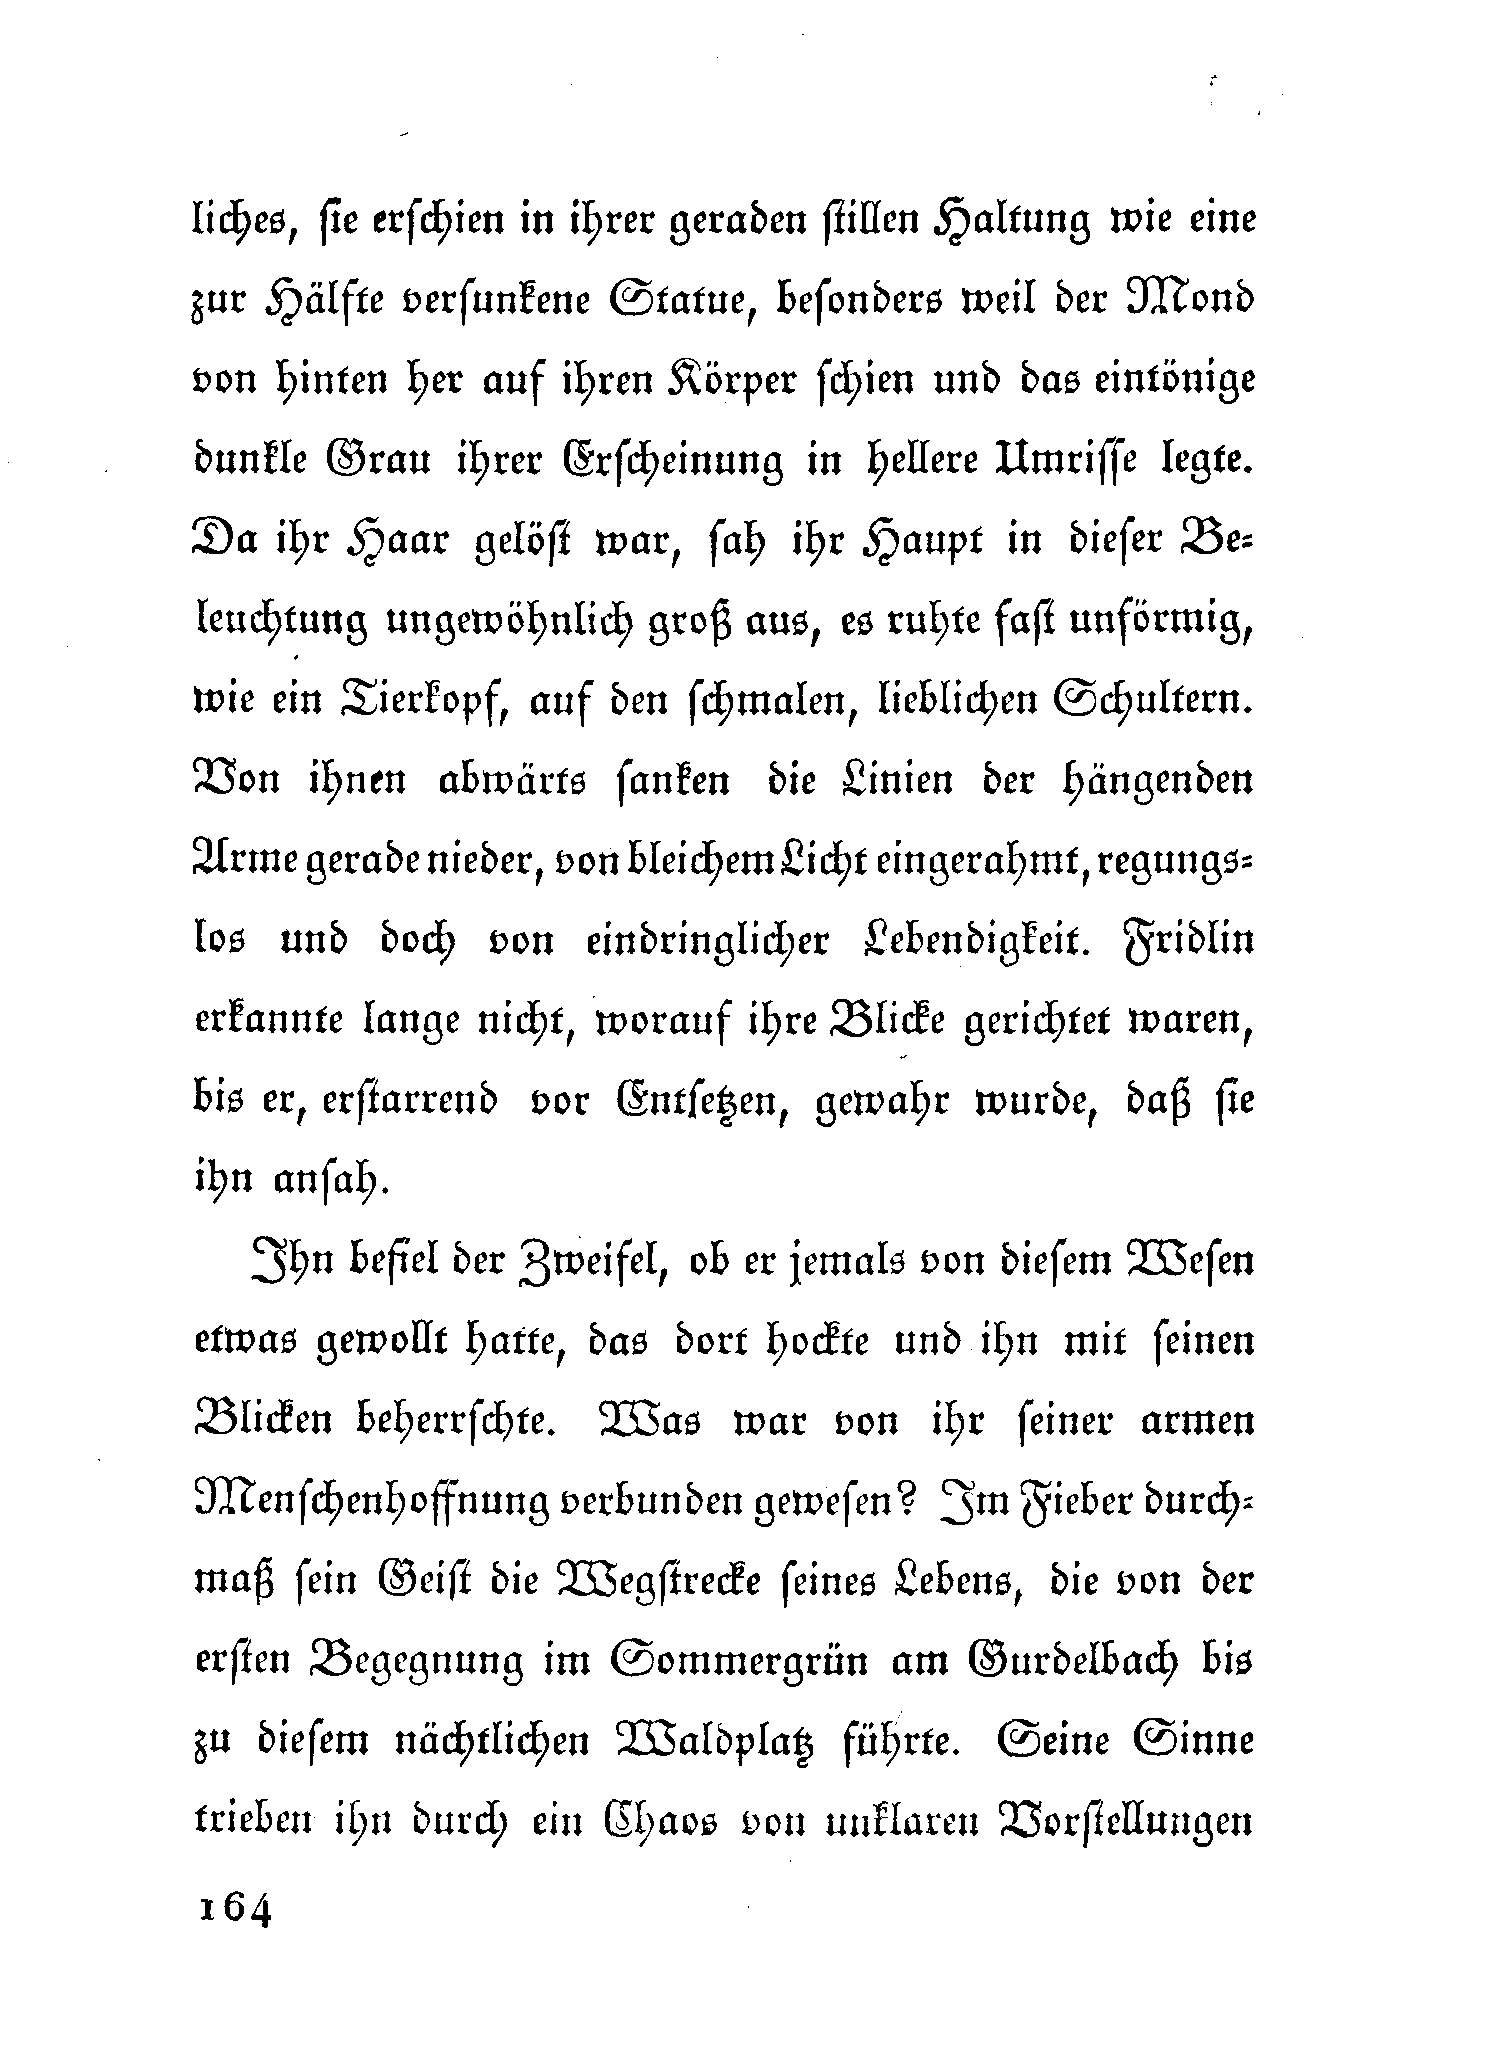 liches, sie erschien in ihrer geraden stillen Haltung wie eine
zur Hälfte versunkene Statue, besonders weil der Mond
von hinten her auf ihren Körper schien und das eintönige
dunkle Grau ihrer Erscheinung in hellere Umrisse legte.
Da ihr Haar gelöst war, sah ihr Haupt in dieser Be-
leuchtung ungewöhnlich groß aus, es ruhte fast unförmig,
wie ein Tierkopf, auf den schmalen, lieblichen Schultern.
Von ihnen abwärts sanken die Linien der hängenden
Arme gerade nieder, von bleichem Licht eingerahmt, regungs-
los und doch von eindringlicher Lebendigkeit. Fridlin
erkannte lange nicht, worauf ihre Blicke gerichtet waren,
bis er, erstarrend vor Entsetzen, gewahr wurde, daß sie
ihn ansah.
Ihn befiel der Zweifel, ob er jemals von diesem Wesen
etwas gewollt hatte, das dort hockte und ihn mit seinen
Blicken beherrschte. Was war von ihr seiner armen
Menschenhoffnung verbunden gewesen? Im Fieber durch-
maß sein Geist die Wegstrecke seines Lebens, die von der
ersten Begegnung im Sommergrün am Gurdelbach bis
zu diesem nächtlichen Waldplatz führte. Seine Sinne
trieben ihn durch ein Chaos von unklaren Vorstellungen
164